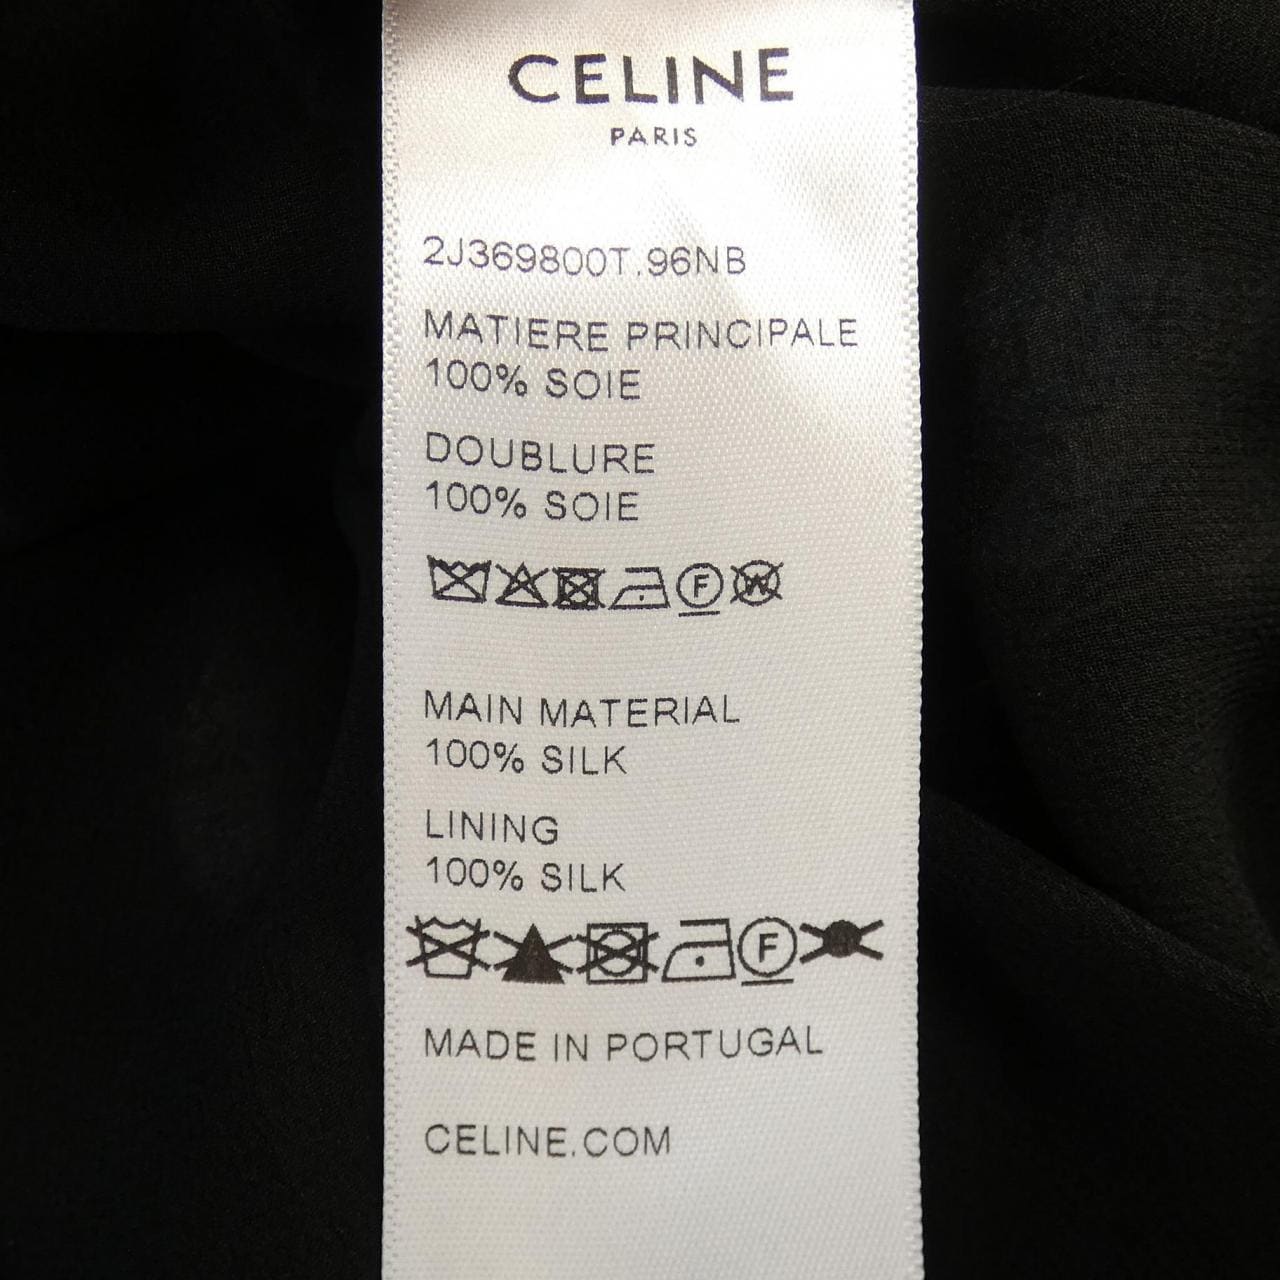 CELINE
PARIS
2J369800T.96NB
MATIERE PRINCIPALE
100% SOIE
DOUBLURE
100% SOIE
F W
MAIN MATERIAL
100% SILK
LINING
100% SILK
F
MADE IN PORTUGAL
CELINE.COM